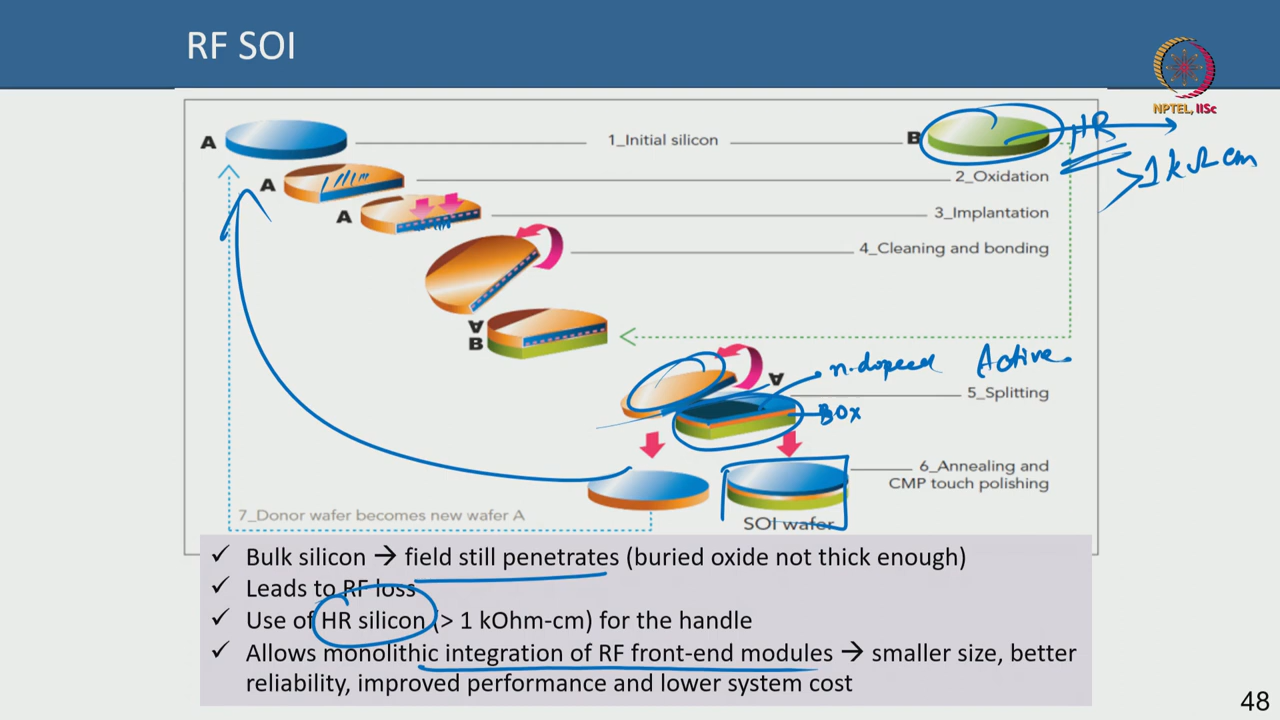 RF SOI
NPTEL, IISc
A
1_Initial silicon
B
HR
> 1 kΩ cm
A
2_Oxidation
A
3_Implantation
4_Cleaning and bonding
A
B
n-doped Active
A
5_Splitting
BOX
6_Annealing and
CMP touch polishing
7_Donor wafer becomes new wafer A
SOI wafer
✓ Bulk silicon → field still penetrates (buried oxide not thick enough)
✓ Leads to RF loss
✓ Use of HR silicon (> 1 kOhm-cm) for the handle
✓ Allows monolithic integration of RF front-end modules → smaller size, better
reliability, improved performance and lower system cost
48